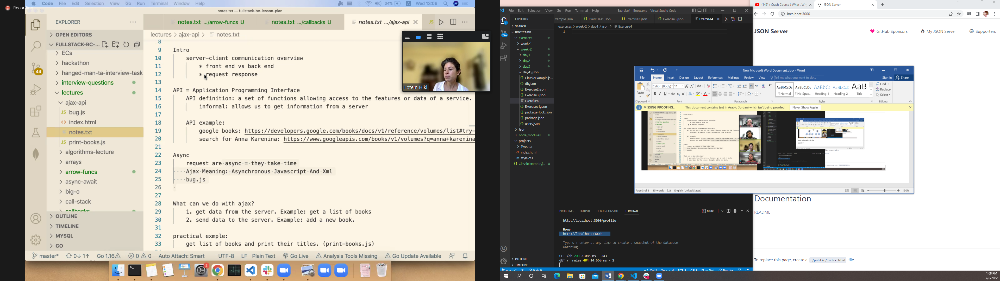 Recording
Code File Edit Selection View Go Run Terminal Window Help
34% A Wed 13:06
notes.txt — fullstack-bc-lesson-plan
EXPLORER
OPEN EDITORS
FULLSTACK-BC-...
ECs
hackathon
hanged-man-ta-interview-task
interview-questions
lectures
ajax-api
JS bug.js
<> index.html
notes.txt
JS print-books.js
algorithms-lecture
arrays
arrow-funcs
async-await
big-o
call-stack
callbacks
OUTLINE
TIMELINE
MYSQL
GO
44
notes.txt .../arrow-funcs U
notes.txt .../callbacks U
notes.txt .../ajax-api
JS
lectures > ajax-api > notes.txt
8
9 Intro
10 server-client communication overview
11 * front end vs back end
12 * request response
13
14 API = Application Programming Interface
15 API definition: a set of functions allowing access to the features or data of a service.
16 informal: allows us to get information from a server
17
18 API example:
19 google books: https://developers.google.com/books/docs/v1/reference/volumes/list#try-
20 search for Anna Karenina: https://www.googleapis.com/books/v1/volumes?q=anna+karenina
21
22 Async
23 request are async = they take time
24 Ajax Meaning: Asynchronous Javascript And Xml
25 bug.js
26
27
28 What can we do with ajax?
29 1. get data from the server. Example: get a list of books
30 2. send data to the server. Example: add a new book.
31
32 practical exmple:
33 get list of books and print their titles. (print-books.js)
Lotem Hiki
master* 0↓ 1↑ Go 1.16 0 0 Auto Attach: Smart UTF-8 LF Plain Text Go Live Analysis Tools Missing Go Update Available
2
File Edit Selection View Go Run Terminal Help
Exercise4 - Bootcamp - Visual Studio Code
EXPLORER
SEARCH
BOOTCAMP
exercices
week-1
week-2
day1
day2
day3
day4 \ json
{} ClassicExample.js...
{} db.json
{} Exercise2.json
{} Exercise3.json
Exercise4
{} Exercises1.json
{} package-lock.json
{} package.json
{} users.json
Json
node_modules
projects
Tweeter
<> index.html
# style.css
{} ClassicExample.j... U
OUTLINE
TIMELINE
1
2K+
Example.json
{} Exercises1.json
{} Exercise2.json
{} Exercise3.json
Exercise4
exercices > week-2 > day4 > json > Exercise4
1
PROBLEMS OUTPUT DEBUG CONSOLE TERMINAL
node
http://localhost:3000/profile
Home
http://localhost:3000
Type s + enter at any time to create a snapshot of the database
Watching...
GET /db 200 2.086 ms - 243
GET /__rules 404 14.560 ms - 2
New Microsoft Word Document.docx - Word
Sign in Share
File Home Insert Design Layout References Mailings Review View Tell me what you want to do...
Paste
Calibri (Body) 11
Clipboard Font Paragraph Styles Editing
AaBbCcDc AaBbCcDc AaBbCc AaBbCcE AaB
Normal No Spac... Heading 1 Heading 2 Title
Find
Replace
Select
MISSING PROOFING... This document contains text in Arabic (Jordan) which isn't being proofed. Never Show Again
Page 3 of 3 15 words English (United States)
150%
(146) ( Crash Course ) What , Wh
JSON Server
localhost:3000
JSON Server
GitHub Sponsors
My JSON Server
Supporters
Documentation
README
To replace this page, create a ./public/index.html file.
1:08 PM
7/6/2022